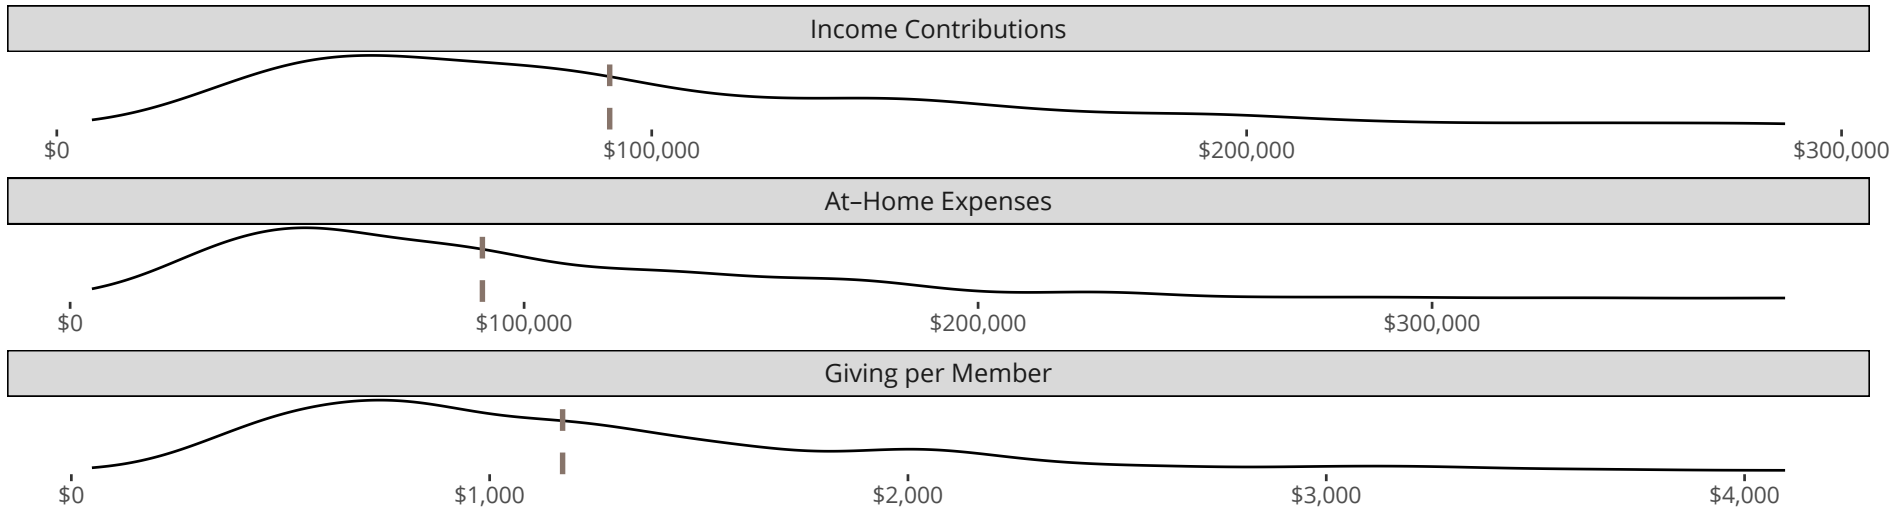 Income Contributions
$0 $100,000 $200,000 $300,000
At–Home Expenses
$0 $100,000 $200,000 $300,000
Giving per Member
$0 $1,000 $2,000 $3,000 $4,000